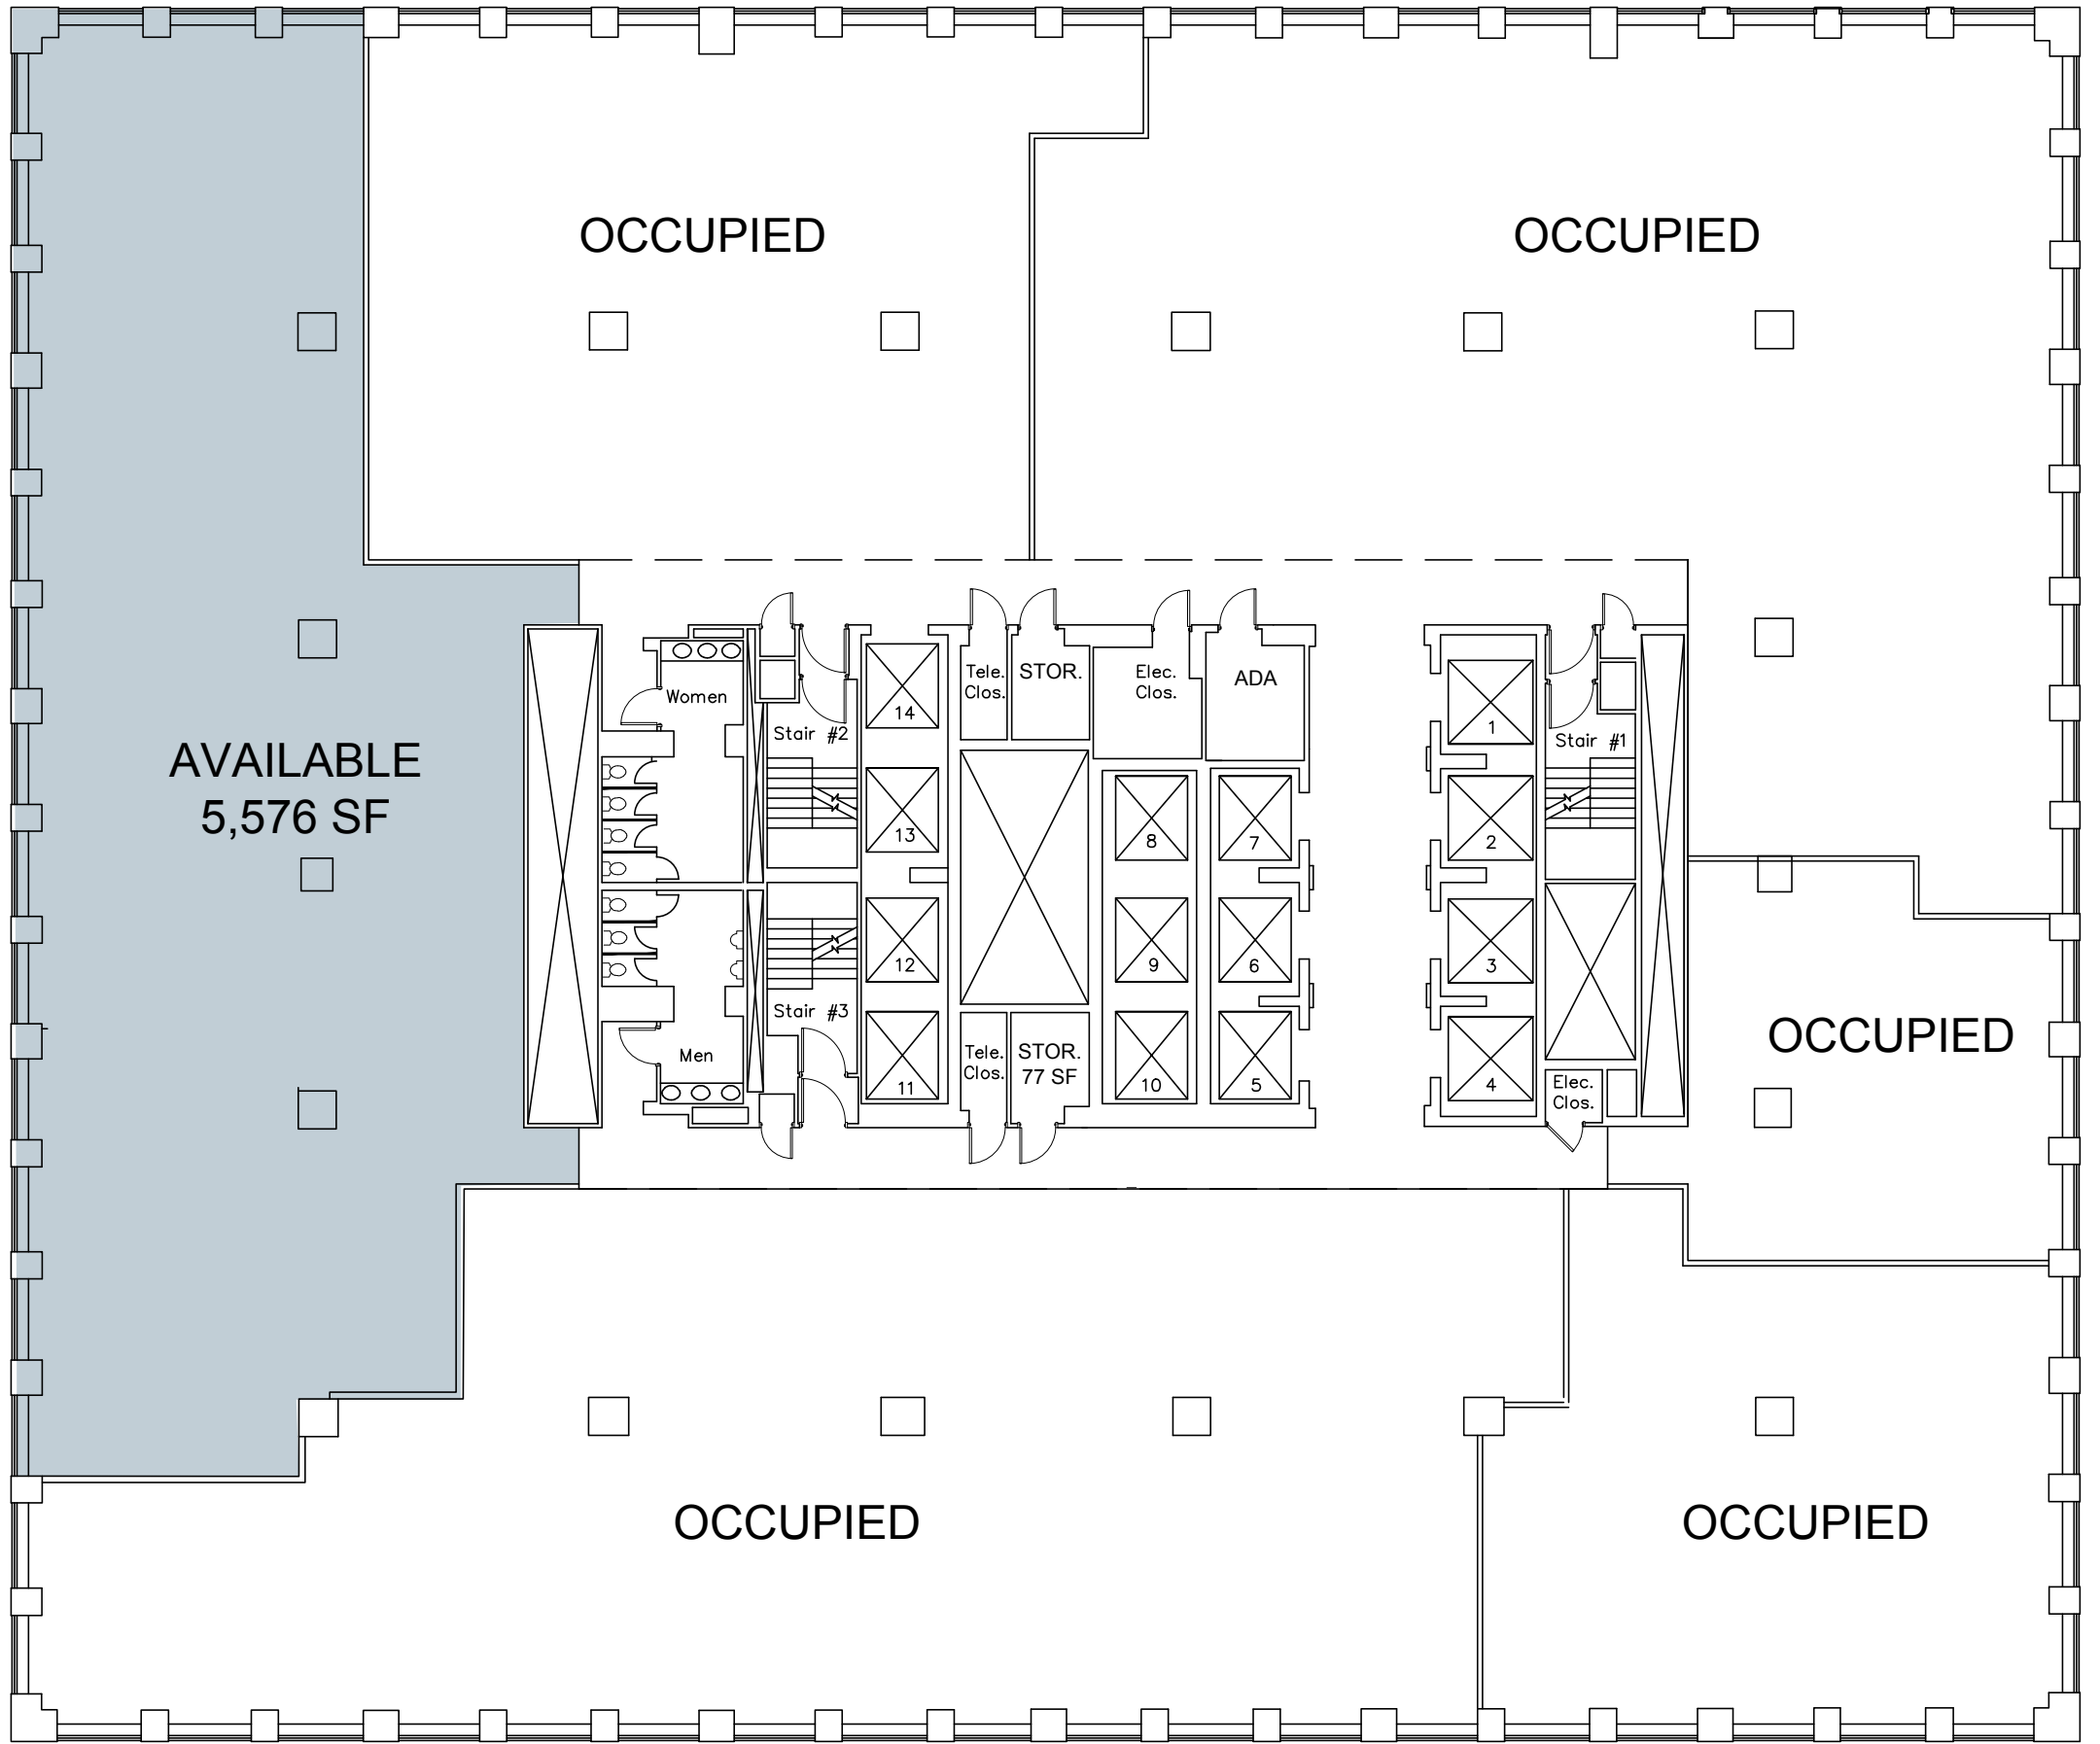 OCCUPIED
OCCUPIED
AVAILABLE
5,576 SF
Women
Stair #2
14
Tele.
Clos.
STOR.
Elec.
Clos.
ADA
1
Stair #1
13
8
7
2
12
9
6
3
Stair #3
Men
11
Tele.
Clos.
STOR.
77 SF
10
5
4
Elec.
Clos.
OCCUPIED
OCCUPIED
OCCUPIED